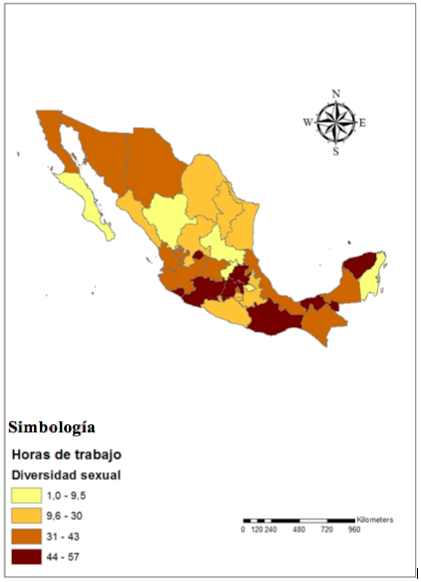 N
W E
S
Simbología
Horas de trabajo
Diversidad sexual
1,0 - 9,5
9,6 - 30
31 - 43
44 - 57
Kilometers
0 120 240 480 720 960